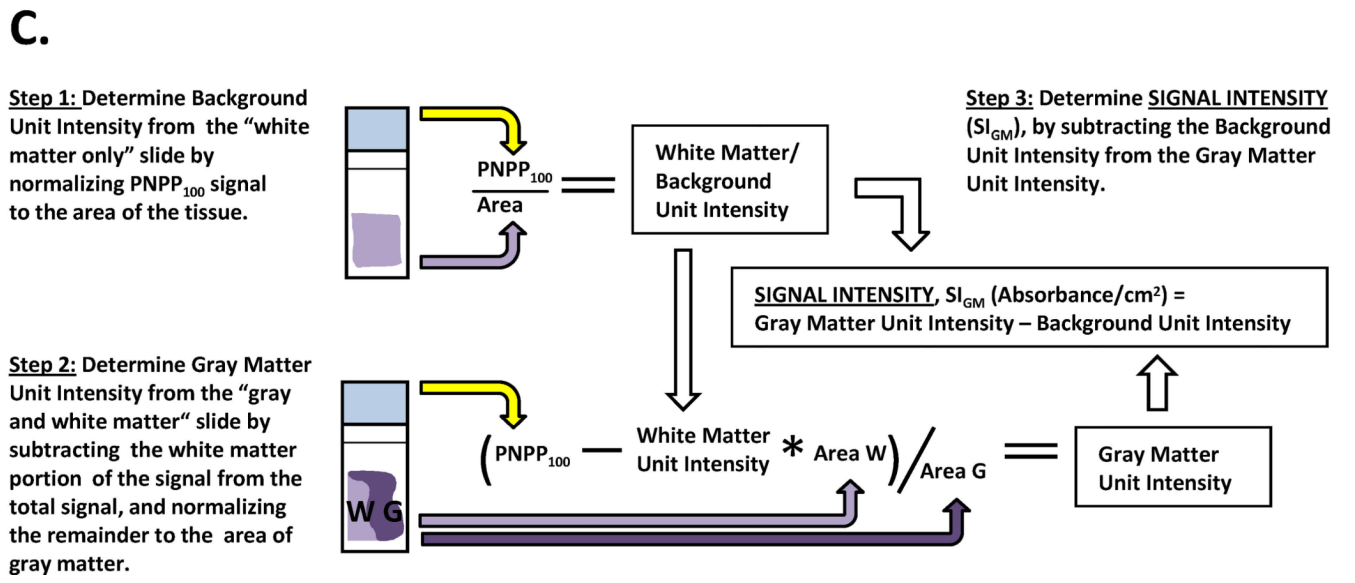 C.
Step 1: Determine Background
Unit Intensity from the “white
matter only” slide by
normalizing PNPP100 signal
to the area of the tissue.
PNPP100
Area
=
White Matter/
Background
Unit Intensity
Step 3: Determine SIGNAL INTENSITY
(SIGM), by subtracting the Background
Unit Intensity from the Gray Matter
Unit Intensity.
SIGNAL INTENSITY, SIGM (Absorbance/cm²) =
Gray Matter Unit Intensity – Background Unit Intensity
Step 2: Determine Gray Matter
Unit Intensity from the “gray
and white matter“ slide by
subtracting the white matter
portion of the signal from the
total signal, and normalizing
the remainder to the area of
gray matter.
W G
(PNPP100 — White Matter
Unit Intensity * Area W) / Area G =
Gray Matter
Unit Intensity